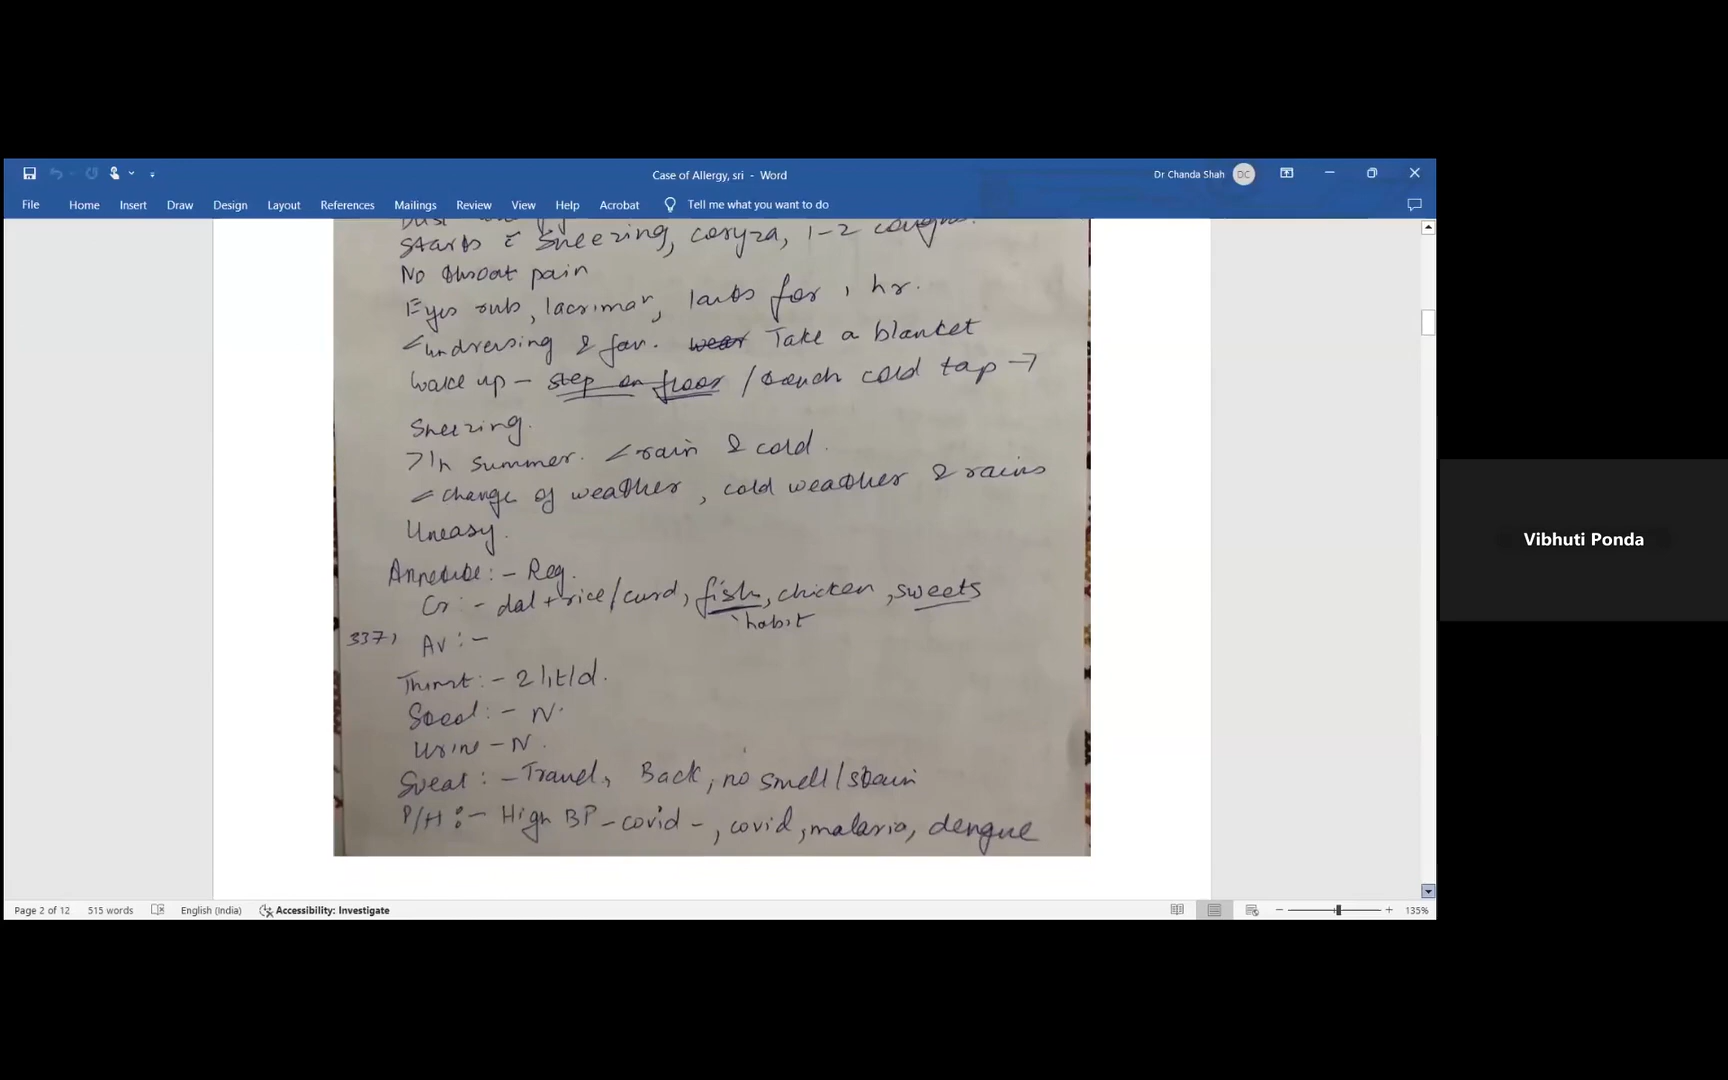 Case of Allergy, sri - Word
Dr Chanda Shah
DC
File Home Insert Draw Design Layout References Mailings Review View Help Acrobat Tell me what you want to do
Starts c̄ Sneezing, coryza, 1-2 coughs.
No throat pain
Eyes rub, lacrimaⁿ, lasts for 1 hr.
<undressing & fan. Take a blanket
Wake up - step on floor / touch cold tap →
Sneezing.
>In summer. <rain & cold.
<change of weather, cold weather & rains
Uneasy.
Appetite:- Reg.
Cr:- dal+rice/curd, fish, chicken, sweets
habit
337) Av:-
Thirst:- 2 lit/d.
Stool:- N.
Urine - N.
Sweat:- Travel, Back, no smell/stain
P/H:- High BP - covid -, covid, malaria, dengue
Vibhuti Ponda
Page 2 of 12 515 words English (India) Accessibility: Investigate 135%